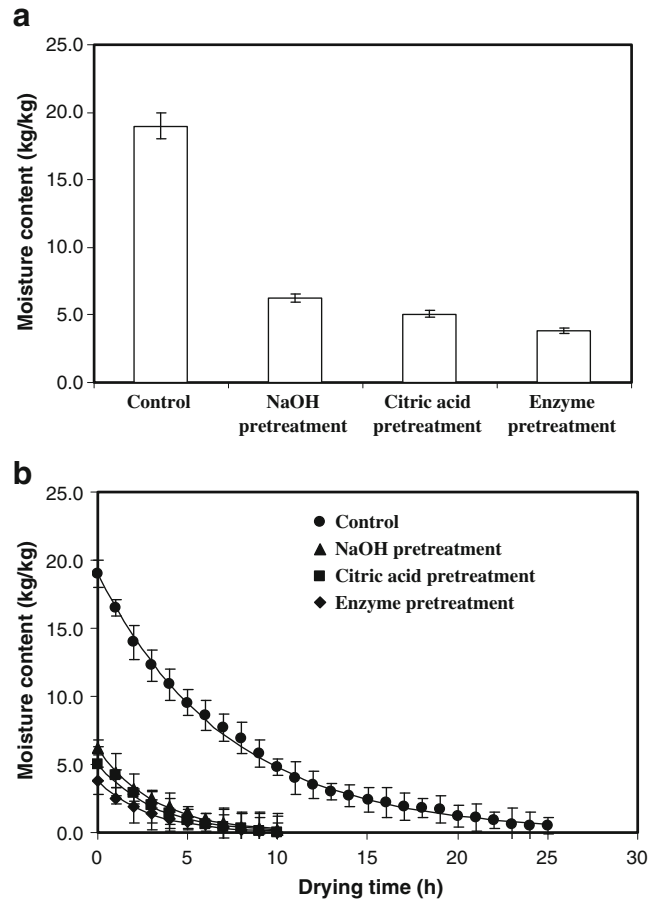 a
Moisture content (kg/kg)
25.0
20.0
15.0
10.0
5.0
0.0
Control
NaOH
pretreatment
Citric acid
pretreatment
Enzyme
pretreatment
b
Moisture content (kg/kg)
25.0
20.0
15.0
10.0
5.0
0.0
Control
NaOH pretreatment
Citric acid pretreatment
Enzyme pretreatment
0
5
10
15
20
25
30
Drying time (h)